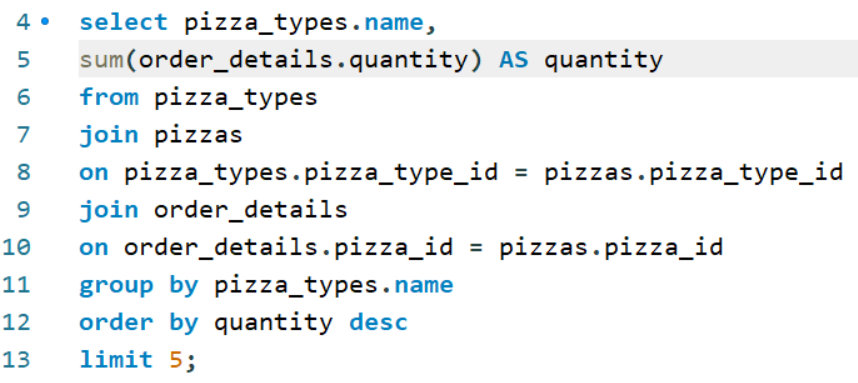 4 select pizza_types.name,
5 sum(order_details.quantity) AS quantity
6 from pizza_types
7 join pizzas
8 on pizza_types.pizza_type_id = pizzas.pizza_type_id
9 join order_details
10 on order_details.pizza_id = pizzas.pizza_id
11 group by pizza_types.name
12 order by quantity desc
13 limit 5;